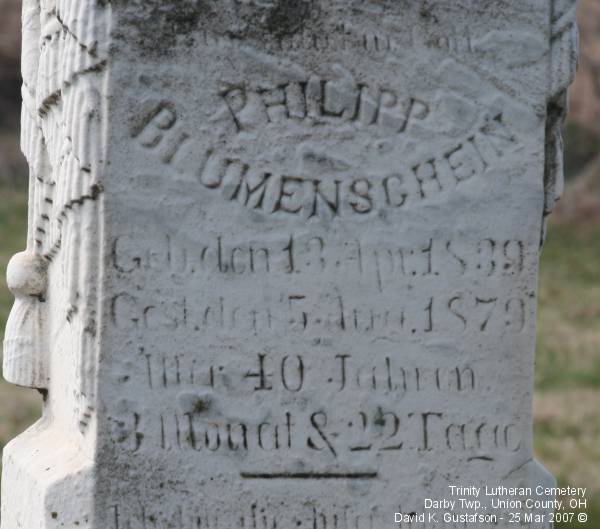 PHILIPP
BLUMENSCHEIN
Geb. den 13. Apr. 1839
Gest. den 5. Aug. 1879
Alter 40 Jahren
3 Monat & 22 Tage
Trinity Lutheran Cemetery
Darby Twp., Union County, OH
David K. Gustafson - 25 Mar 2007 ©